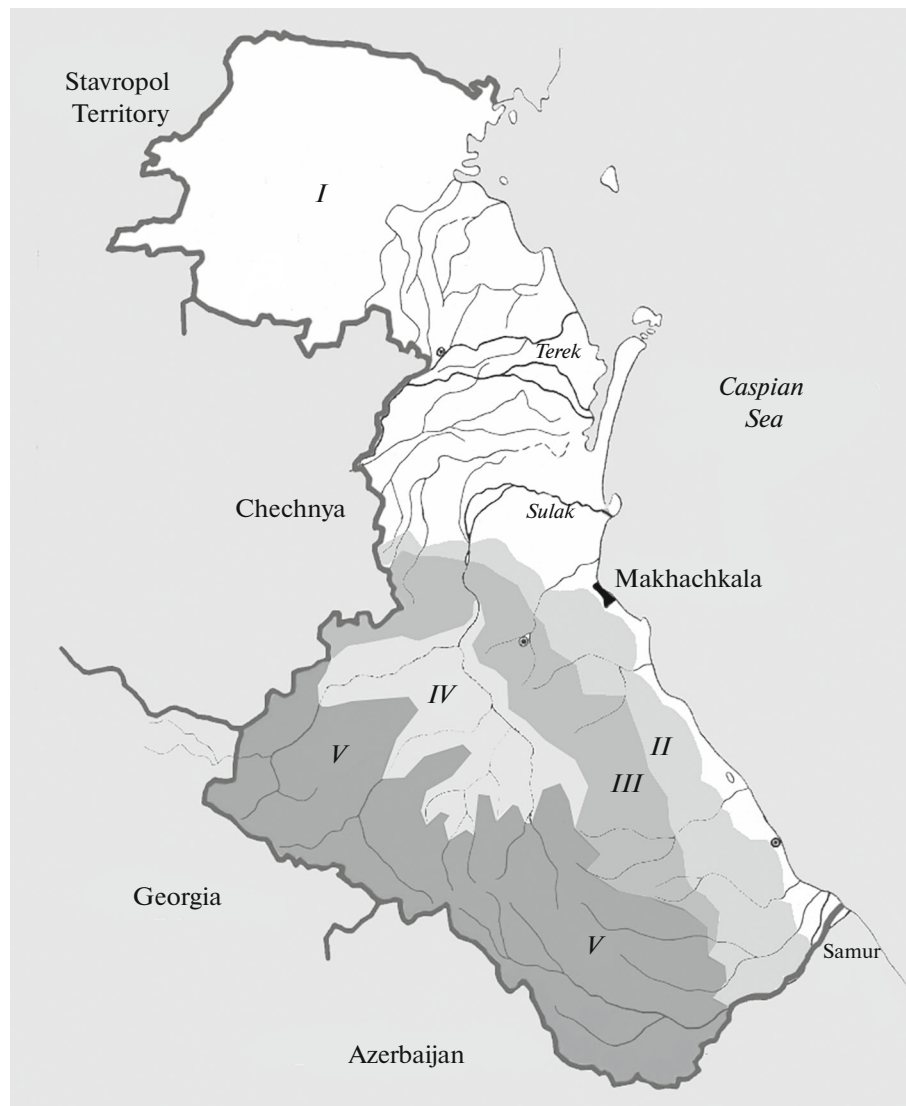 Stavropol
Territory
I
Terek
Caspian
Sea
Chechnya
Sulak
Makhachkala
IV
II
V
III
Georgia
V
Samur
Azerbaijan